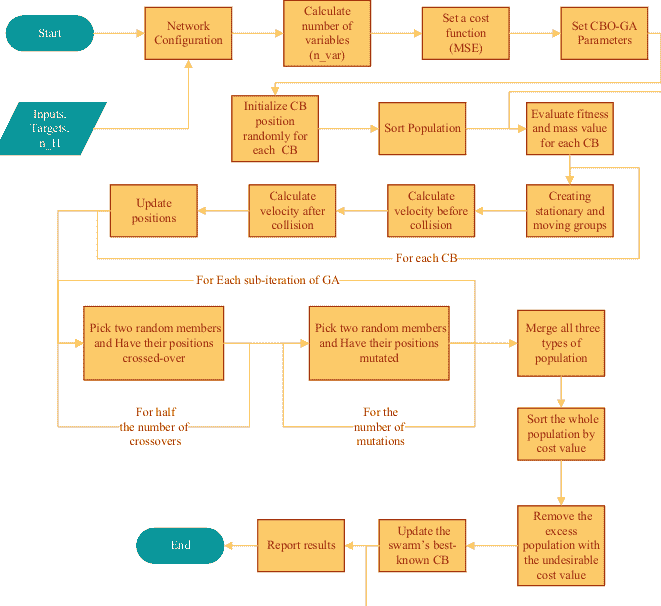 Start
Network
Configuration
Calculate
number of
variables
(n_var)
Set a cost
function
(MSE)
Set CBO-GA
Parameters
Inputs,
Targets,
n_H
Initialize CB
position
randomly for
each CB
Sort Population
Evaluate fitness
and mass value
for each CB
Update
positions
Calculate
velocity after
collision
Calculate
velocity before
collision
Creating
stationary and
moving groups
For each CB
For Each sub-iteration of GA
Pick two random members
and Have their positions
crossed-over
Pick two random members
and Have their positions
mutated
Merge all three
types of
population
For half
the number of
crossovers
For the
number of
mutations
Sort the whole
population by
cost value
End
Report results
Update the
swarm's best-
known CB
Remove the
excess
population with
the undesirable
cost value